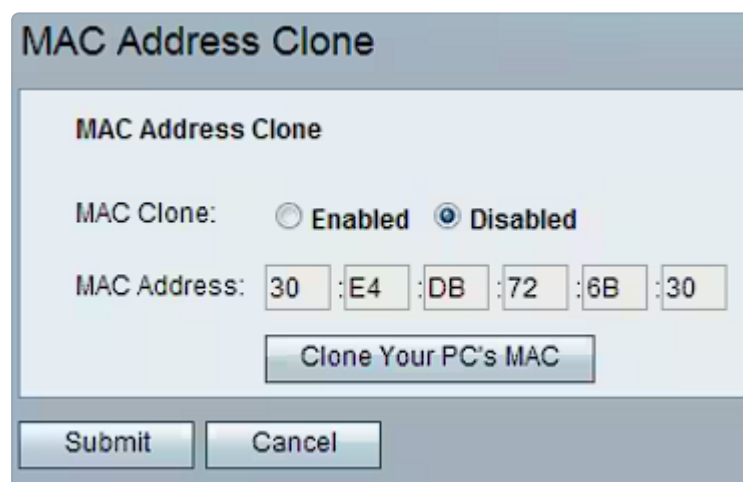 MAC Address Clone
MAC Address Clone
MAC Clone: Enabled Disabled
MAC Address: 30 :E4 :DB :72 :6B :30
Clone Your PC's MAC
Submit Cancel